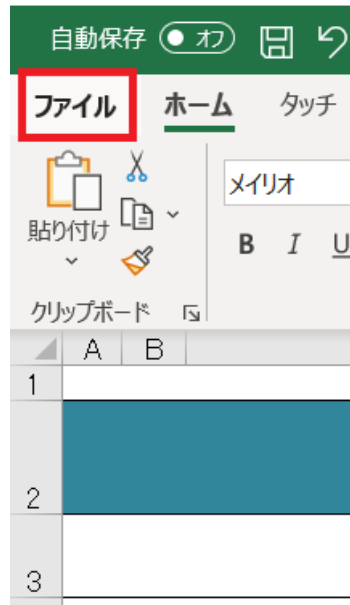 自動保存 オフ
ファイル ホーム タッチ
メイリオ
貼り付け
B I U
クリップボード
A B
1
2
3